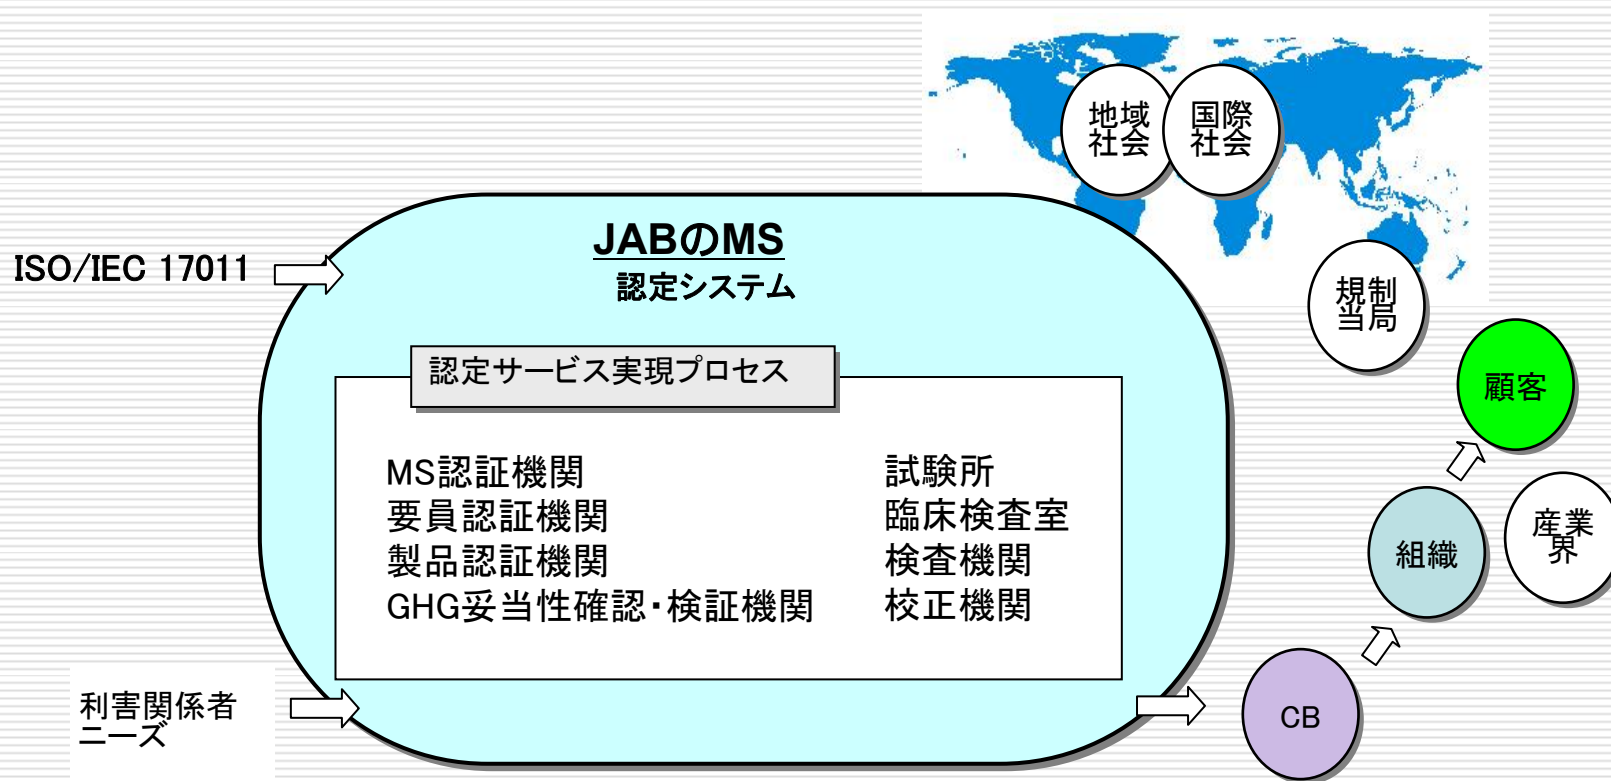 地域
社会
国際
社会
JABのMS
認定システム
ISO/IEC 17011
規制
当局
認定サービス実現プロセス
顧客
MS認証機関
要員認証機関
製品認証機関
GHG妥当性確認・検証機関
試験所
臨床検査室
検査機関
校正機関
組織
産業
界
利害関係者
ニーズ
CB